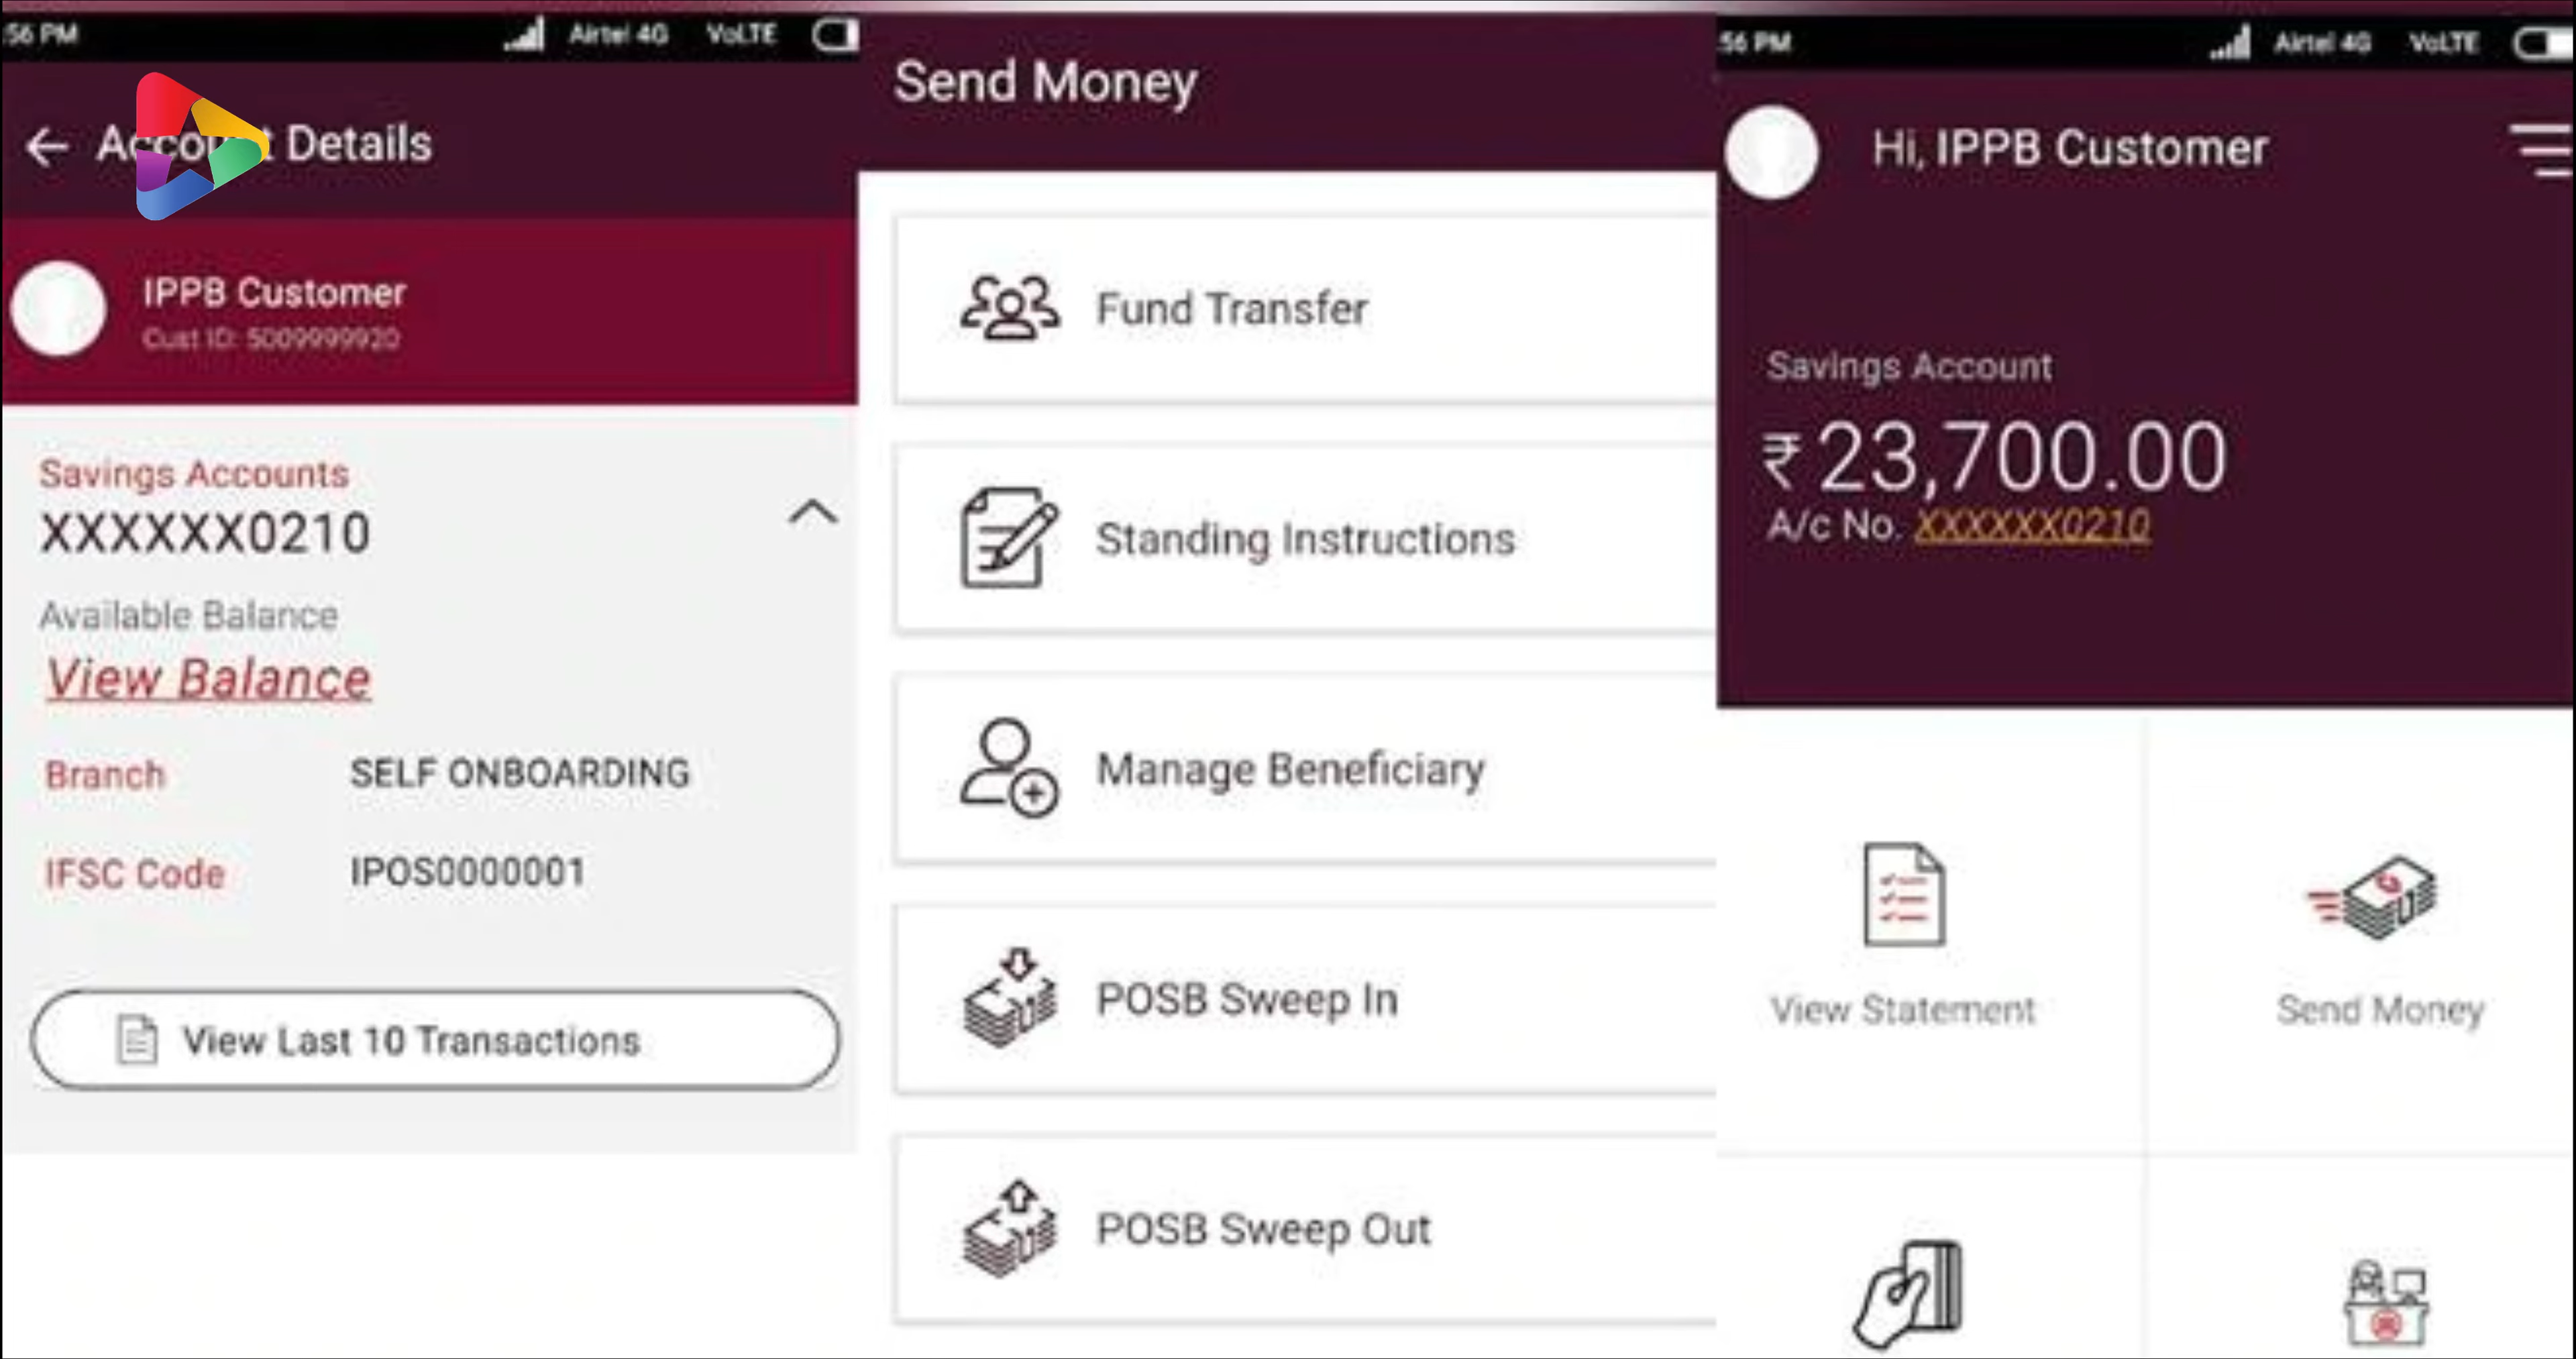 :56 PM
Airtel 4G VoLTE
Account Details
IPPB Customer
Cust ID: 5009999920
Savings Accounts
XXXXXX0210
Available Balance
View Balance
Branch SELF ONBOARDING
IFSC Code IPOS0000001
View Last 10 Transactions
Send Money
Fund Transfer
Standing Instructions
Manage Beneficiary
POSB Sweep In
POSB Sweep Out
56 PM
Airtel 4G VoLTE
Hi, IPPB Customer
Savings Account
₹ 23,700.00
A/c No. XXXXXX0210
View Statement
Send Money